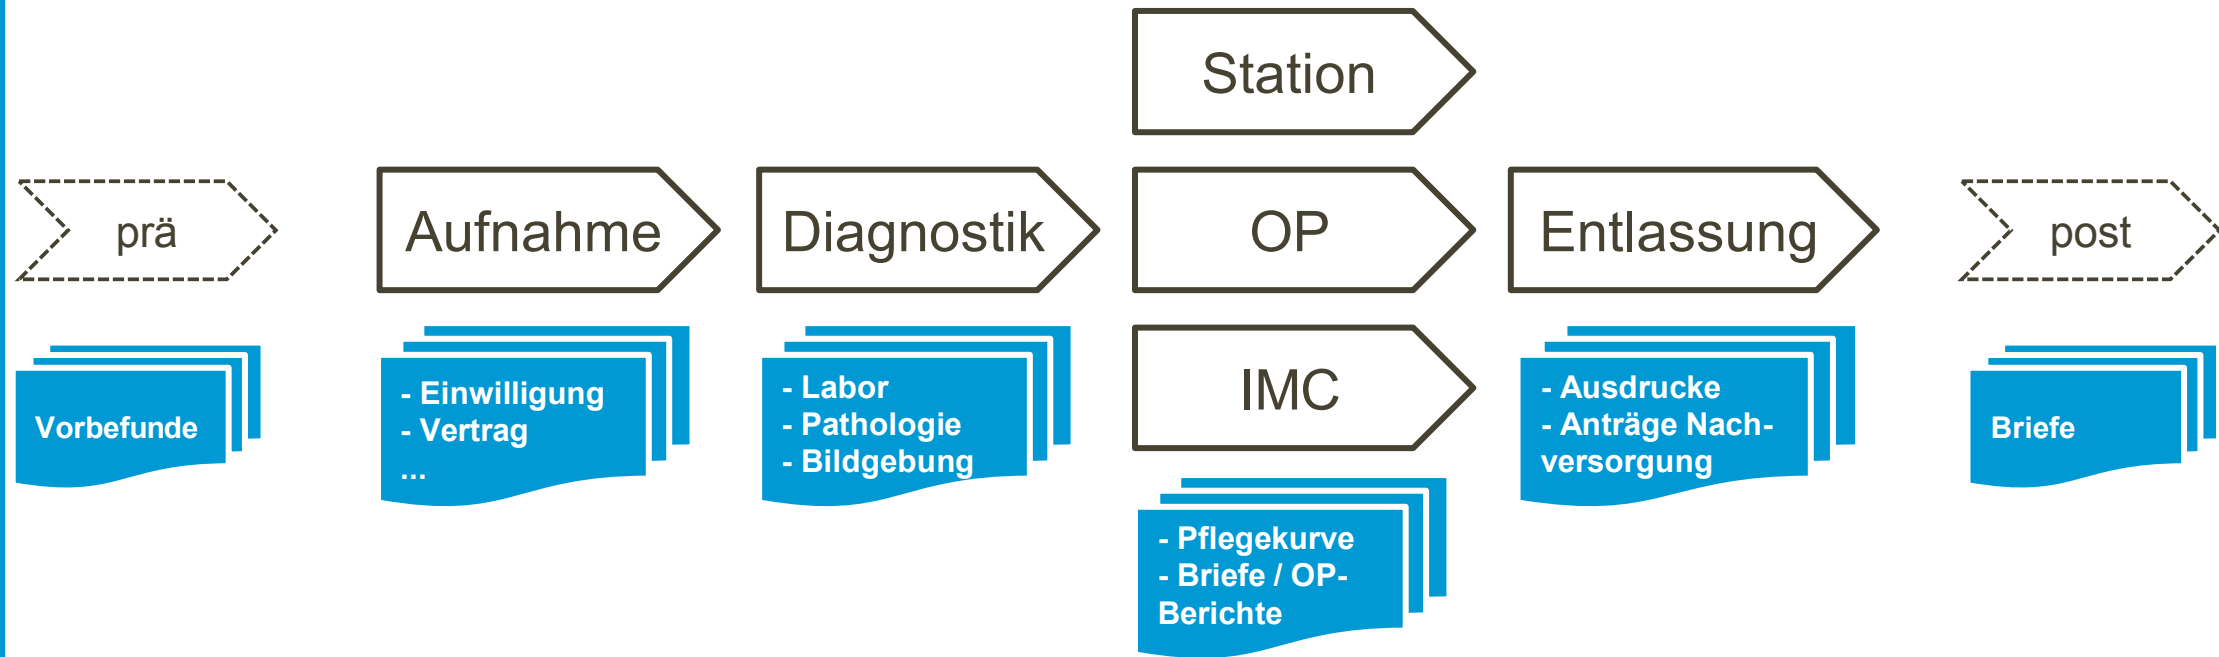 Station
prä
Aufnahme
Diagnostik
OP
Entlassung
post
IMC
Vorbefunde
- Einwilligung
- Vertrag
...
- Labor
- Pathologie
- Bildgebung
- Pflegekurve
- Briefe / OP-
Berichte
- Ausdrucke
- Anträge Nach-
versorgung
Briefe